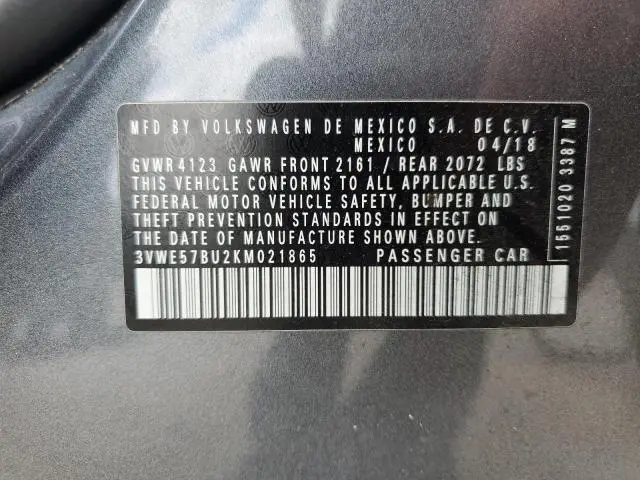 MFD BY VOLKSWAGEN DE MEXICO S.A. DE C.V.
MEXICO 04/18
GVWR 4123 GAWR FRONT 2161 / REAR 2072 LBS
THIS VEHICLE CONFORMS TO ALL APPLICABLE U.S.
FEDERAL MOTOR VEHICLE SAFETY, BUMPER AND
THEFT PREVENTION STANDARDS IN EFFECT ON
THE DATE OF MANUFACTURE SHOWN ABOVE.
3VWE57BU2KM021865 PASSENGER CAR
1551020 3387 M